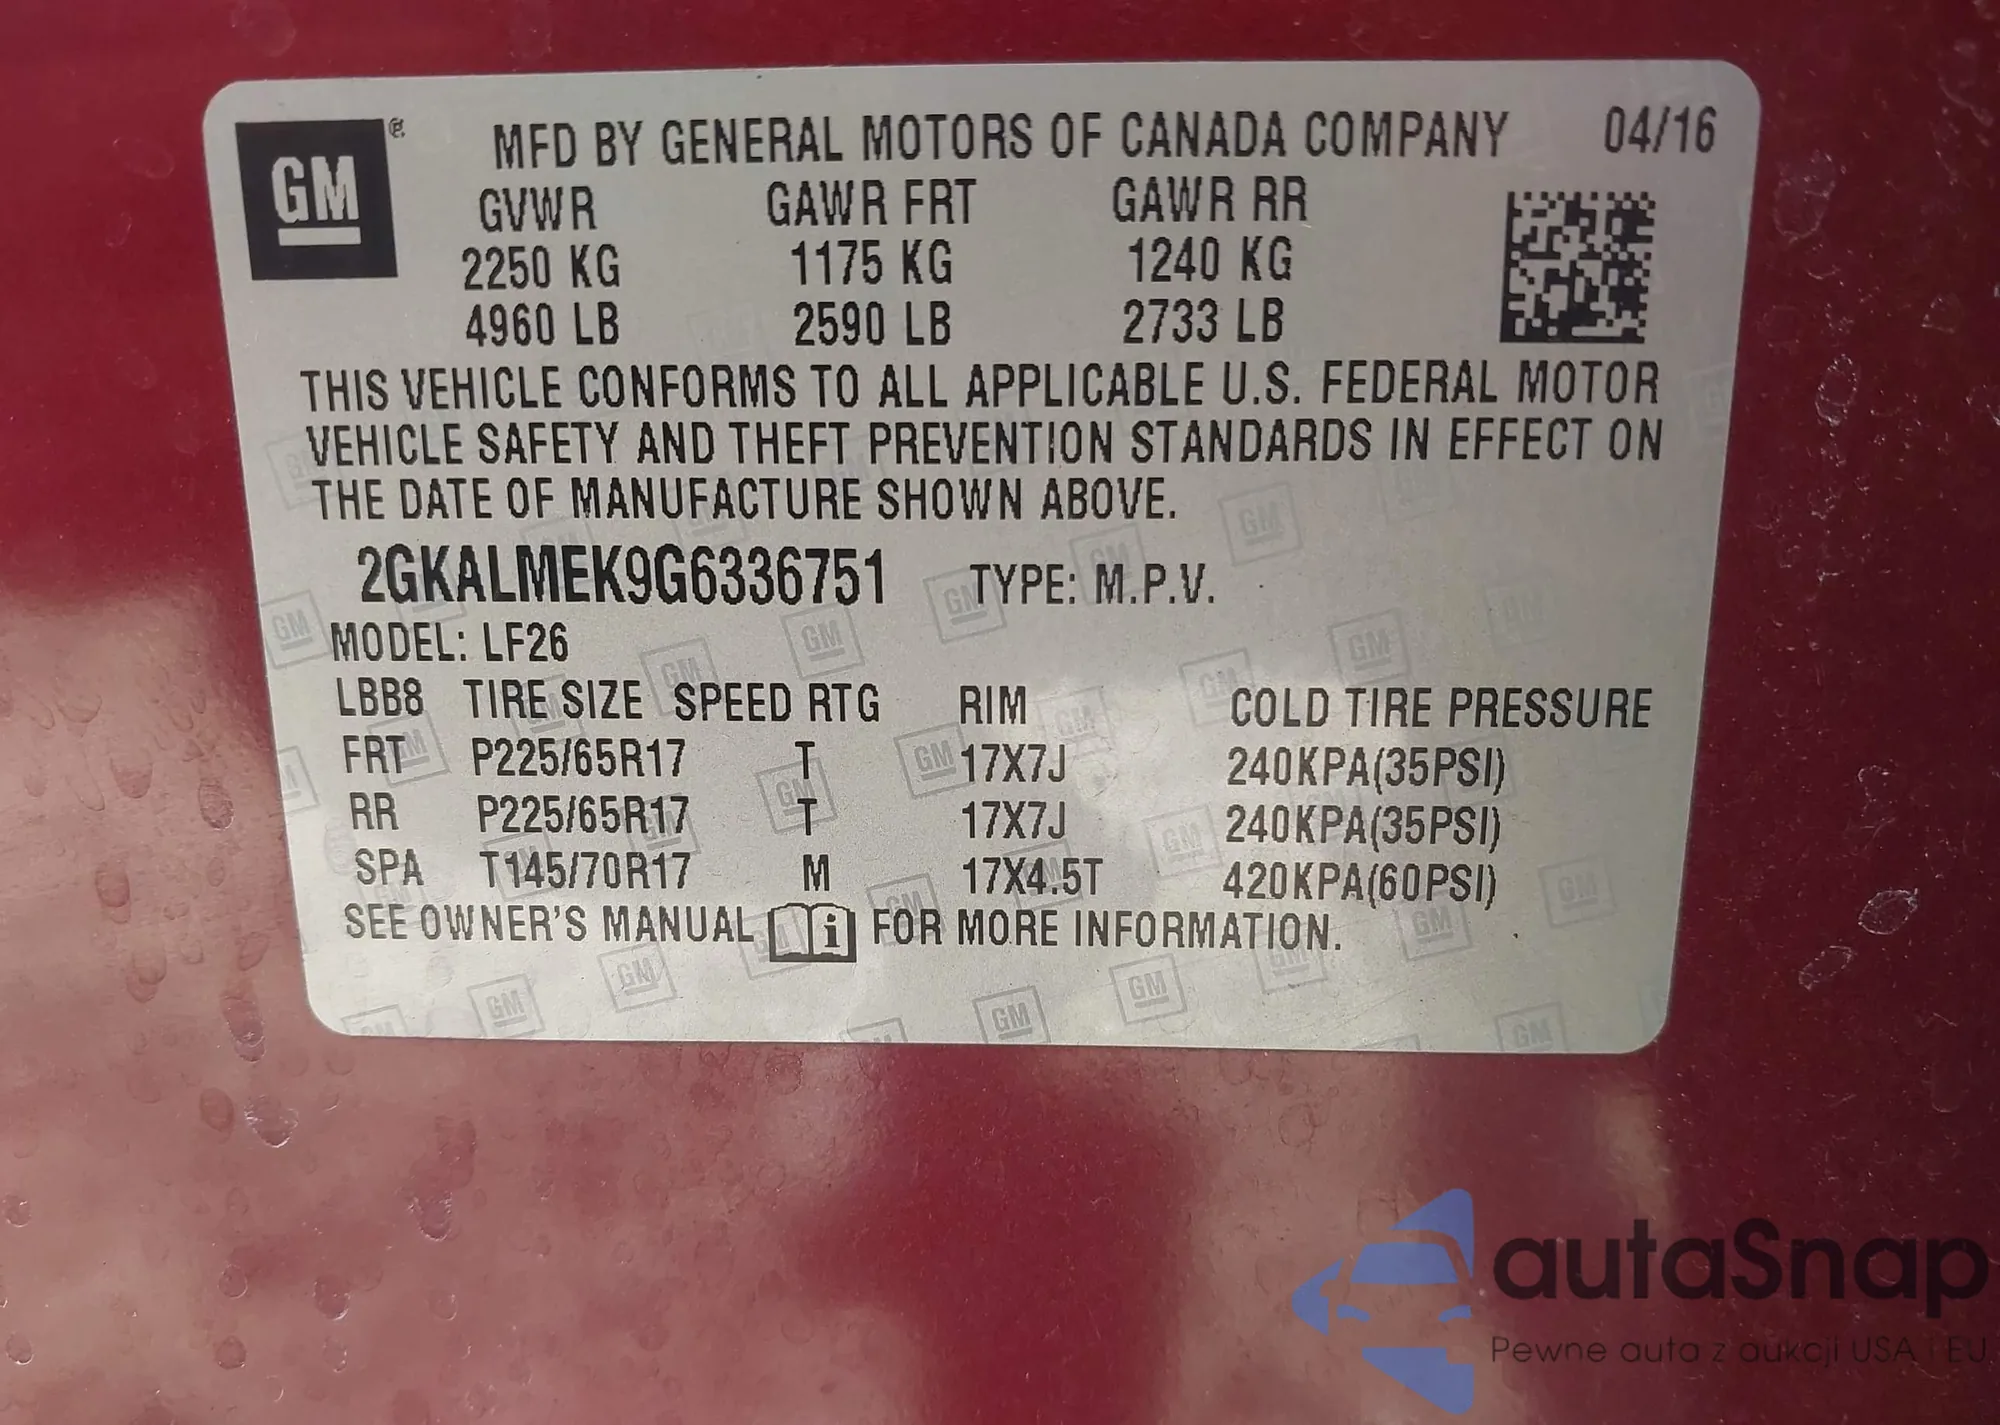 GM® MFD BY GENERAL MOTORS OF CANADA COMPANY 04/16
GVWR GAWR FRT GAWR RR
2250 KG 1175 KG 1240 KG
4960 LB 2590 LB 2733 LB
THIS VEHICLE CONFORMS TO ALL APPLICABLE U.S. FEDERAL MOTOR
VEHICLE SAFETY AND THEFT PREVENTION STANDARDS IN EFFECT ON
THE DATE OF MANUFACTURE SHOWN ABOVE.
2GKALMEK9G6336751 TYPE: M.P.V.
MODEL: LF26
LBB8 TIRE SIZE SPEED RTG RIM COLD TIRE PRESSURE
FRT P225/65R17 T 17X7J 240KPA(35PSI)
RR P225/65R17 T 17X7J 240KPA(35PSI)
SPA T145/70R17 M 17X4.5T 420KPA(60PSI)
SEE OWNER'S MANUAL i FOR MORE INFORMATION.
autaSnap
Pewne auta z aukcji USA i EU